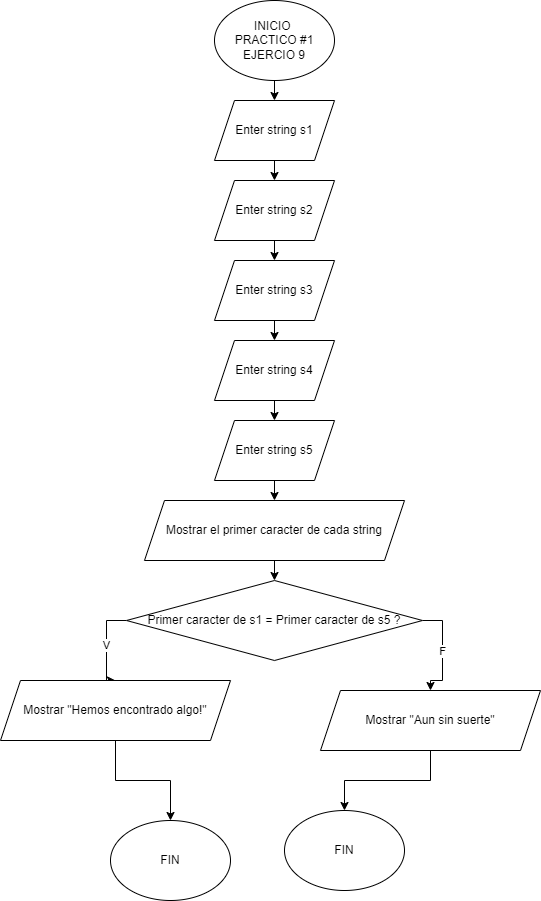 INICIO
PRACTICO #1
EJERCIO 9
Enter string s1
Enter string s2
Enter string s3
Enter string s4
Enter string s5
Mostrar el primer caracter de cada string
Primer caracter de s1 = Primer caracter de s5 ?
V
F
Mostrar "Hemos encontrado algo!"
Mostrar "Aun sin suerte"
FIN
FIN